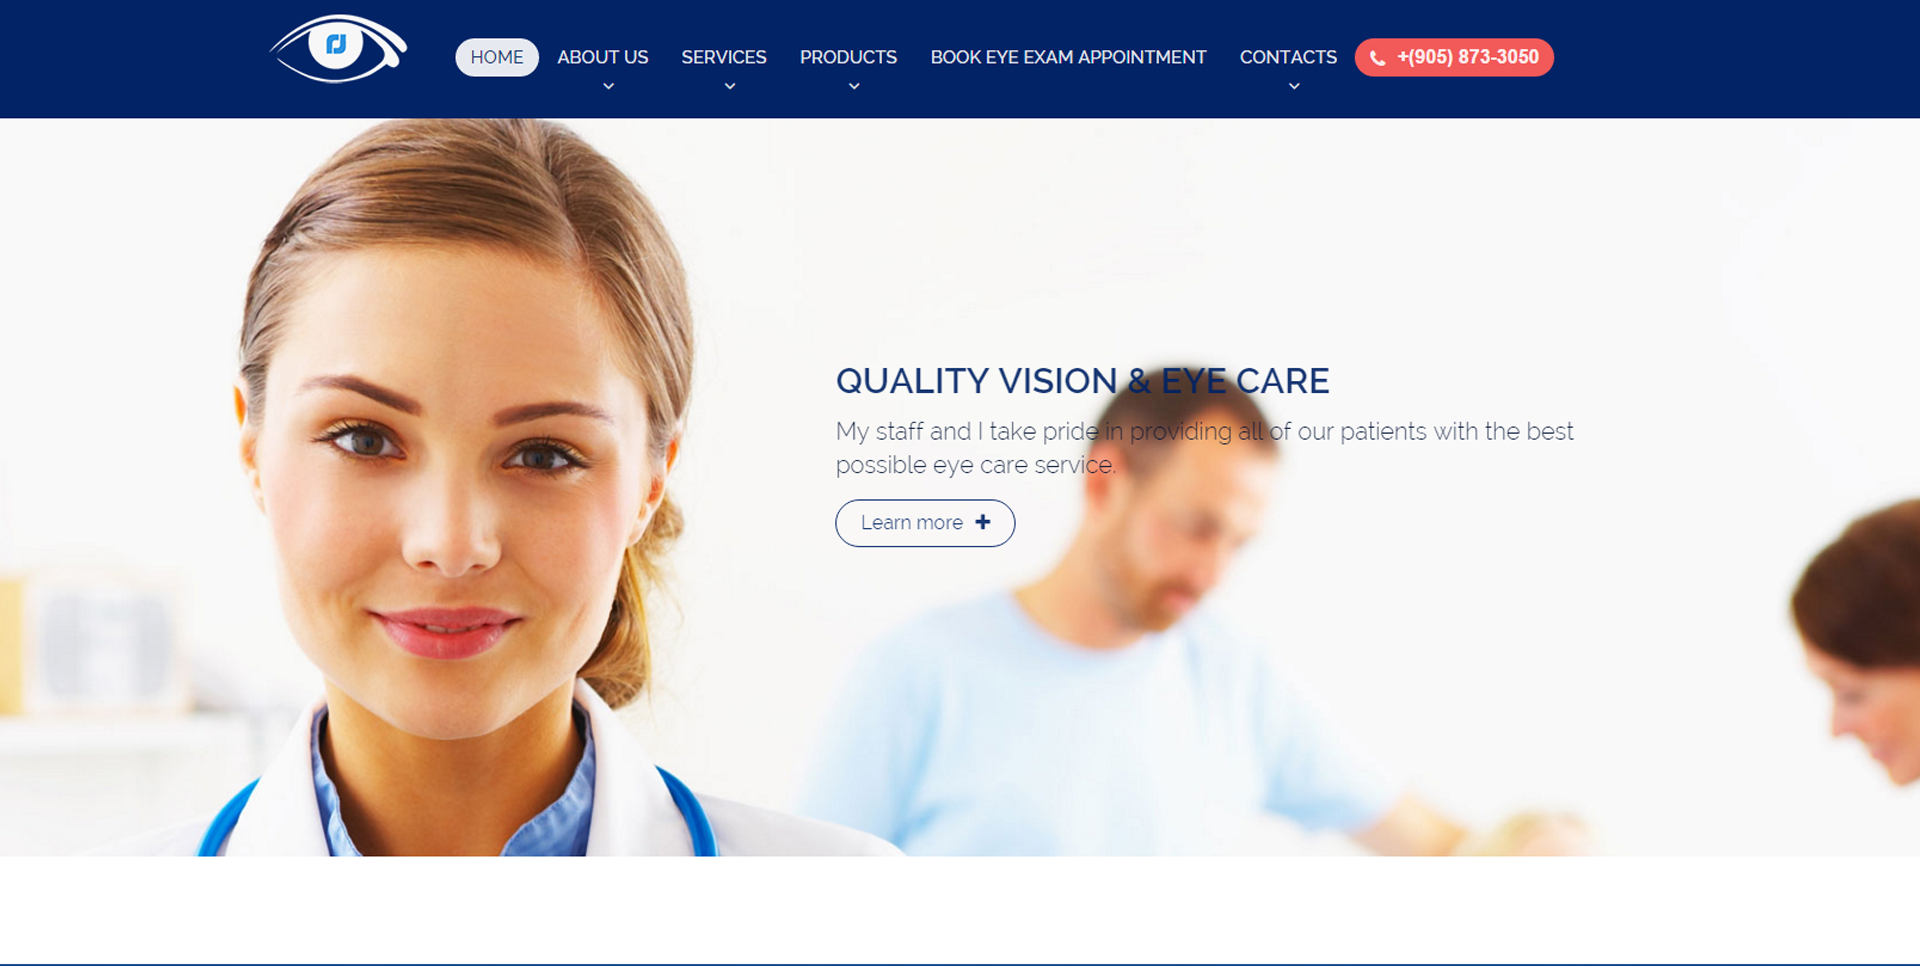 HOME
ABOUT US
SERVICES
PRODUCTS
BOOK EYE EXAM APPOINTMENT
CONTACTS
+(905) 873-3050
QUALITY VISION & EYE CARE
My staff and I take pride in providing all of our patients with the best
possible eye care service.
Learn more